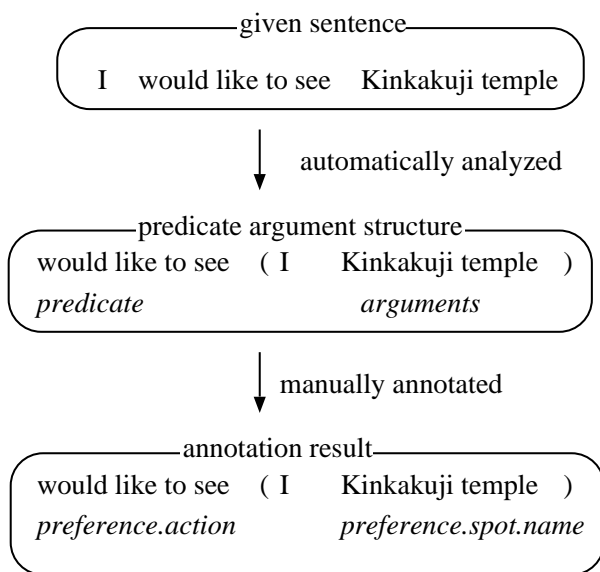 given sentence
I would like to see Kinkakuji temple
automatically analyzed
predicate argument structure
would like to see ( I Kinkakuji temple )
predicate arguments
manually annotated
annotation result
would like to see ( I Kinkakuji temple )
preference.action preference.spot.name